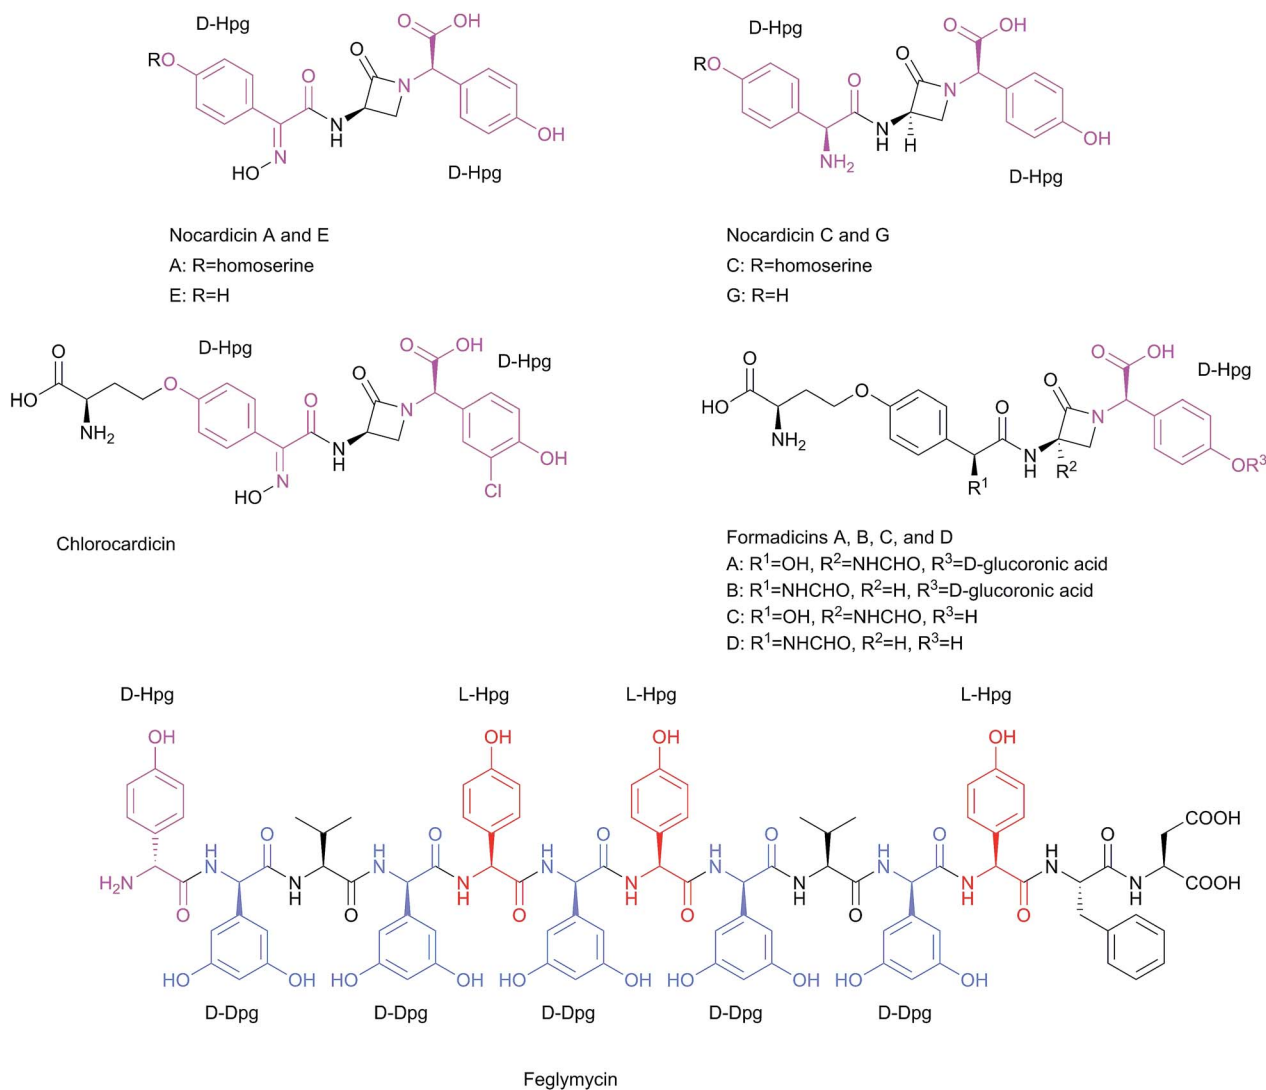 D-Hpg
O
OH
RO
O
O
N
N
H
N
HO
OH
D-Hpg
Nocardicin A and E
A: R=homoserine
E: R=H
D-Hpg
O
OH
RO
O
O
N
N
H
H
NH2
OH
D-Hpg
Nocardicin C and G
C: R=homoserine
G: R=H
O
HO
NH2
O
D-Hpg
O
OH
D-Hpg
O
O
N
N
H
N
HO
OH
Cl
Chlorocardicin
O
HO
NH2
O
O
OH
D-Hpg
O
O
N
N
H
R1
R2
OR3
Formadicins A, B, C, and D
A: R1=OH, R2=NHCHO, R3=D-glucoronic acid
B: R1=NHCHO, R2=H, R3=D-glucoronic acid
C: R1=OH, R2=NHCHO, R3=H
D: R1=NHCHO, R2=H, R3=H
D-Hpg L-Hpg L-Hpg L-Hpg
OH OH OH OH
O O O O O O COOH
H N H N H N H N H N H N
H2N N H N H N H N H N H N H COOH
O O O O O O
HO OH HO OH HO OH HO OH HO OH
D-Dpg D-Dpg D-Dpg D-Dpg D-Dpg
Feglymycin